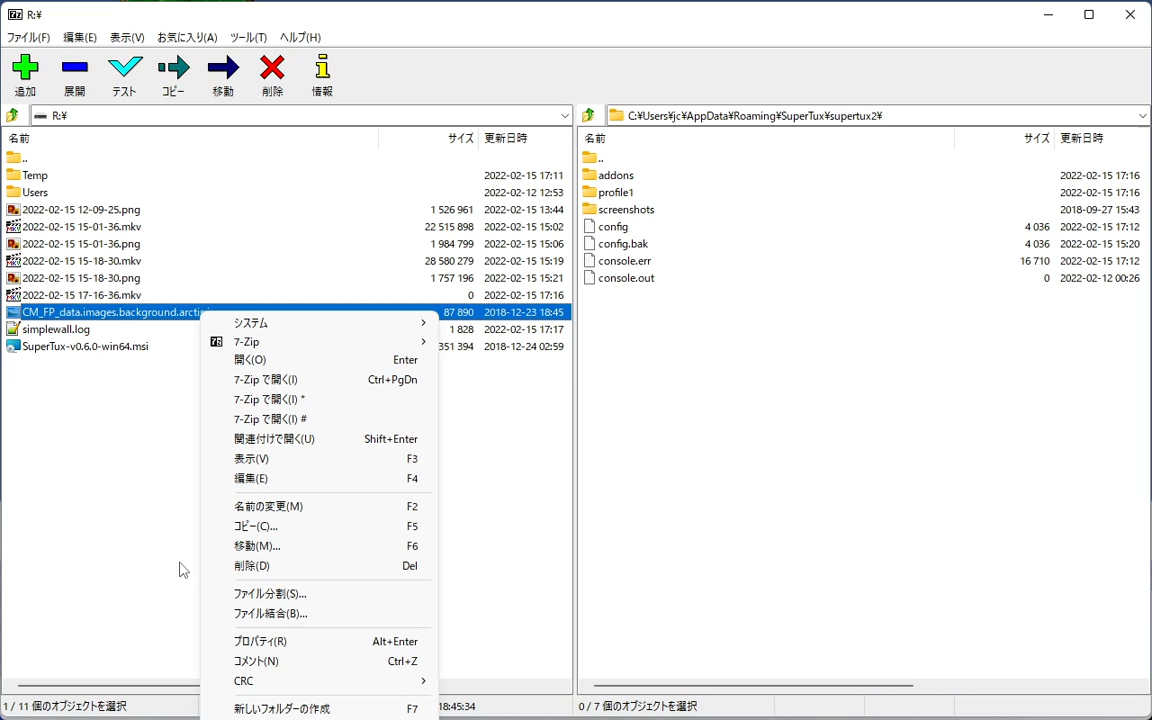 R:¥
ファイル(F) 編集(E) 表示(V) お気に入り(A) ツール(T) ヘルプ(H)
追加 展開 テスト コピー 移動 削除 情報
R:¥
名前 サイズ 更新日時
..
Temp 2022-02-15 17:11
Users 2022-02-12 12:53
2022-02-15 12-09-25.png 1 526 961 2022-02-15 13:44
2022-02-15 15-01-36.mkv 22 515 898 2022-02-15 15:02
2022-02-15 15-01-36.png 1 984 799 2022-02-15 15:06
2022-02-15 15-18-30.mkv 28 580 279 2022-02-15 15:19
2022-02-15 15-18-30.png 1 757 196 2022-02-15 15:21
2022-02-15 17-16-36.mkv 0 2022-02-15 17:16
CM_FP_data.images.background.arcti 87 890 2018-12-23 18:45
simplewall.log 1 828 2022-02-15 17:17
SuperTux-v0.6.0-win64.msi 351 394 2018-12-24 02:59
システム
7-Zip
開く(O) Enter
7-Zip で開く(I) Ctrl+PgDn
7-Zip で開く(I) *
7-Zip で開く(I) #
関連付けで開く(U) Shift+Enter
表示(V) F3
編集(E) F4
名前の変更(M) F2
コピー(C)... F5
移動(M)... F6
削除(D) Del
ファイル分割(S)...
ファイル結合(B)...
プロパティ(R) Alt+Enter
コメント(N) Ctrl+Z
CRC
新しいフォルダーの作成 F7
1 / 11 個のオブジェクトを選択 18:45:34
C:¥Users¥jc¥AppData¥Roaming¥SuperTux¥supertux2¥
名前 サイズ 更新日時
..
addons 2022-02-15 17:16
profile1 2022-02-15 17:16
screenshots 2018-09-27 15:43
config 4 036 2022-02-15 17:12
config.bak 4 036 2022-02-15 15:20
console.err 16 710 2022-02-15 17:12
console.out 0 2022-02-12 00:26
0 / 7 個のオブジェクトを選択